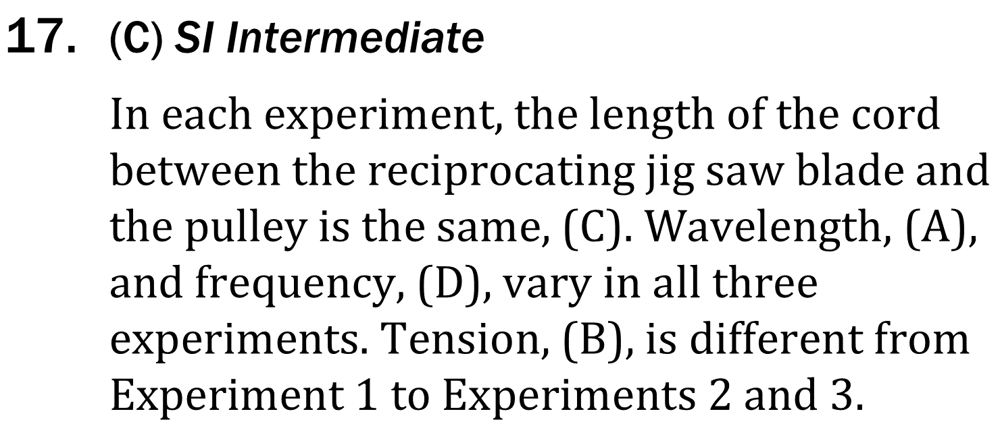 17. (C) SI Intermediate
In each experiment, the length of the cord
between the reciprocating jig saw blade and
the pulley is the same, (C). Wavelength, (A),
and frequency, (D), vary in all three
experiments. Tension, (B), is different from
Experiment 1 to Experiments 2 and 3.